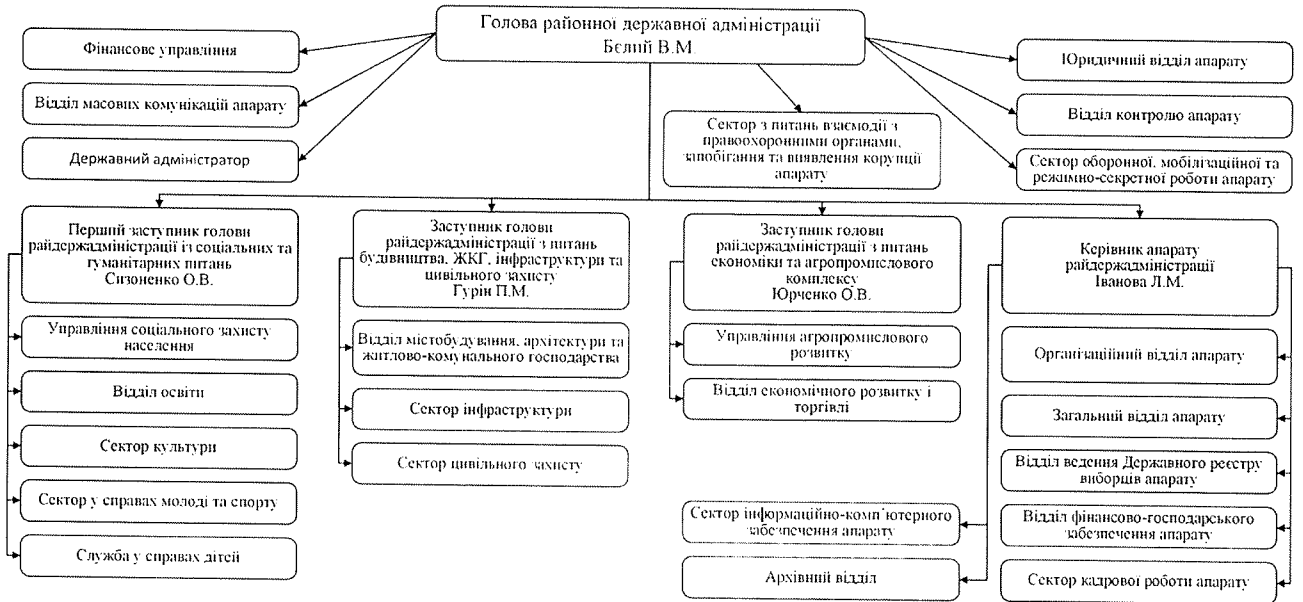 Голова районної державної адміністрації
Бєлий В.М.
Фінансове управління
Відділ масових комунікацій апарату
Державний адміністратор
Сектор з питань взаємодії з
правоохоронними органами,
запобігання та виявлення корупції
апарату
Юридичний відділ апарату
Відділ контролю апарату
Сектор оборонної, мобілізаційної та
режимно-секретної роботи апарату
Перший заступник голови
райдержадміністрації із соціальних та
гуманітарних питань
Сизоненко О.В.
Управління соціального захисту
населення
Відділ освіти
Сектор культури
Сектор у справах молоді та спорту
Служба у справах дітей
Заступник голови
райдержадміністрації з питань
будівництва, ЖКГ, інфраструктури та
цивільного захисту
Гурін П.М.
Відділ містобудування, архітектури та
житлово-комунального господарства
Сектор інфраструктури
Сектор цивільного захисту
Заступник голови
райдержадміністрації з питань
економіки та агропромислового
комплексу
Юрченко О.В.
Управління агропромислового
розвитку
Відділ економічного розвитку і
торгівлі
Керівник апарату
райдержадміністрації
Іванова Л.М.
Організаційний відділ апарату
Загальний відділ апарату
Відділ ведення Державного реєстру
виборців апарату
Сектор інформаційно-комп'ютерного
забезпечення апарату
Відділ фінансово-господарського
забезпечення апарату
Архівний відділ
Сектор кадрової роботи апарату